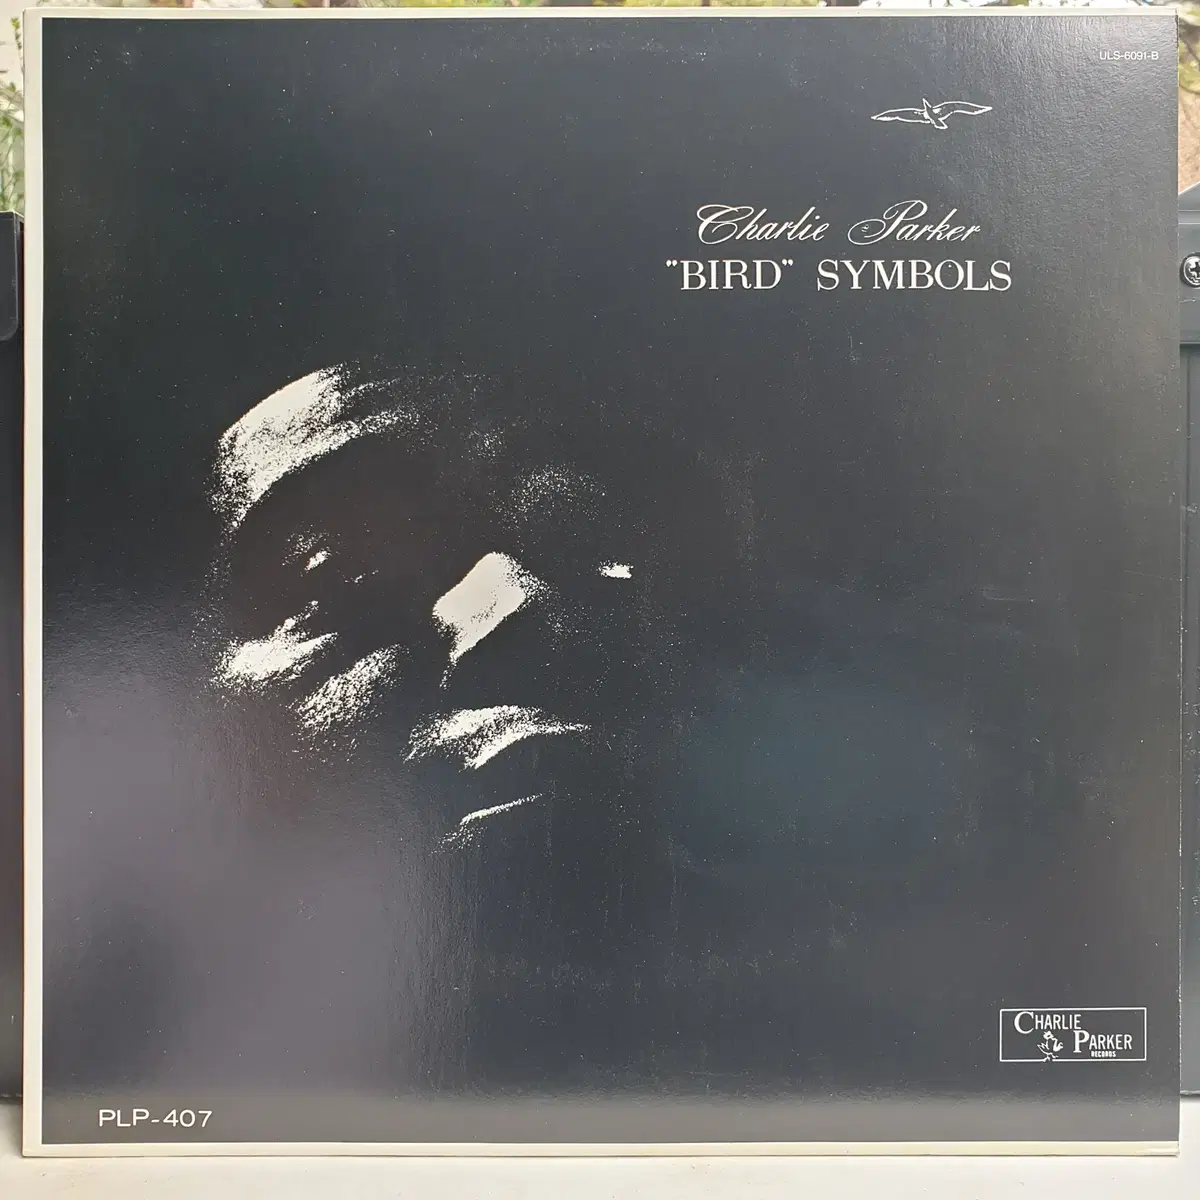 ULS-6091-B
Charlie Parker
"BIRD" SYMBOLS
CHARLIE
PARKER
RECORDS
PLP-407